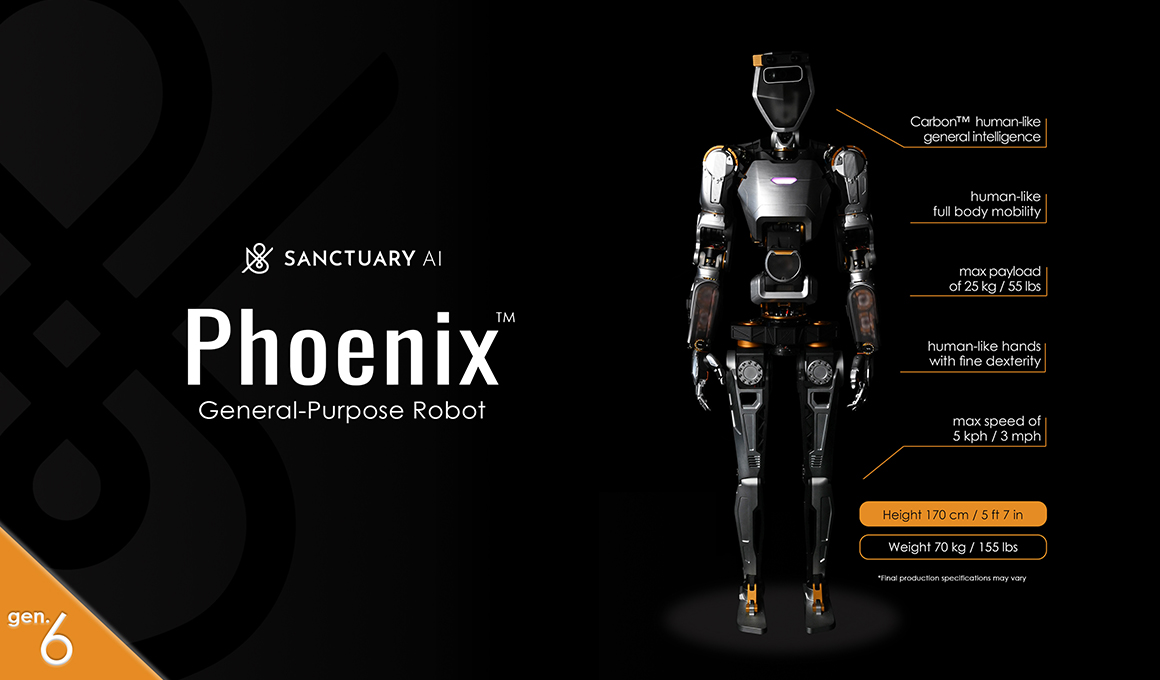 SANCTUARY AI
Phoenix™
General-Purpose Robot
gen.6
Carbon™ human-like
general intelligence
human-like
full body mobility
max payload
of 25 kg / 55 lbs
human-like hands
with fine dexterity
max speed of
5 kph / 3 mph
Height 170 cm / 5 ft 7 in
Weight 70 kg / 155 lbs
*Final production specifications may vary